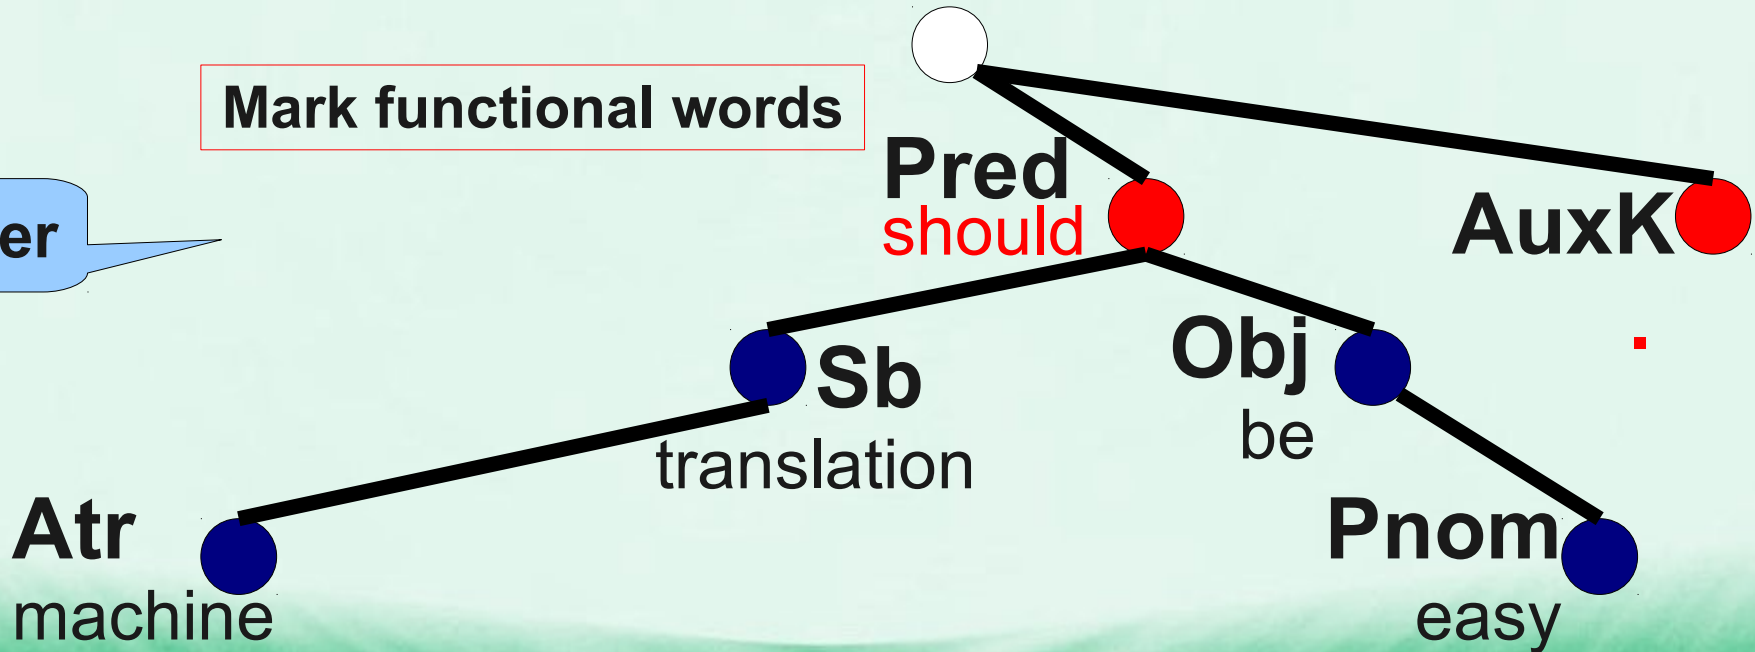 Mark functional words
Pred
should
AuxK
er
.
Sb
translation
Obj
be
Atr
machine
Pnom
easy